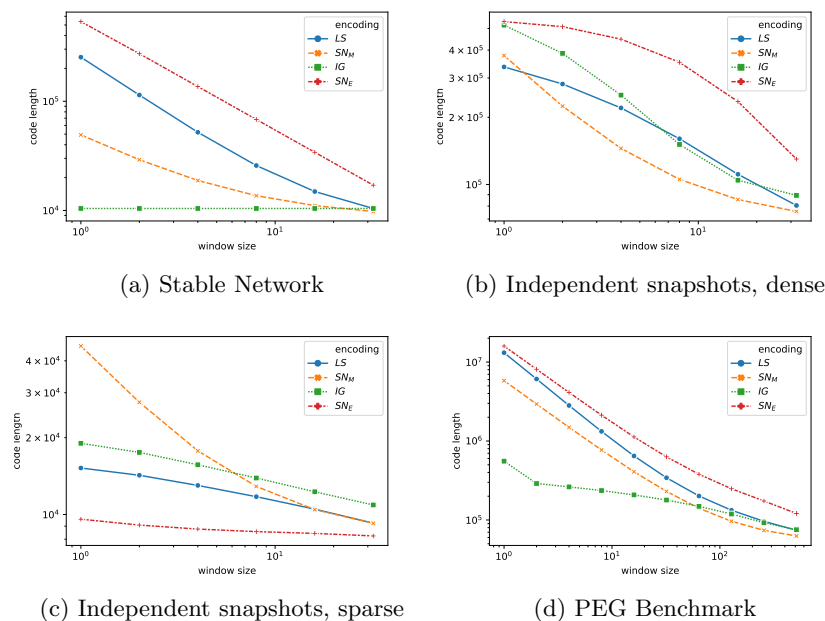 encoding
LS
SN_M
IG
SN_E
10^5
10^4
code length
10^0
10^1
window size
(a) Stable Network
encoding
LS
SN_M
IG
SN_E
4 × 10^5
3 × 10^5
2 × 10^5
10^5
code length
10^0
10^1
window size
(b) Independent snapshots, dense
encoding
LS
SN_M
IG
SN_E
4 × 10^4
3 × 10^4
2 × 10^4
10^4
code length
10^0
10^1
window size
(c) Independent snapshots, sparse
encoding
LS
SN_M
IG
SN_E
10^7
10^6
10^5
code length
10^0
10^1
10^2
window size
(d) PEG Benchmark